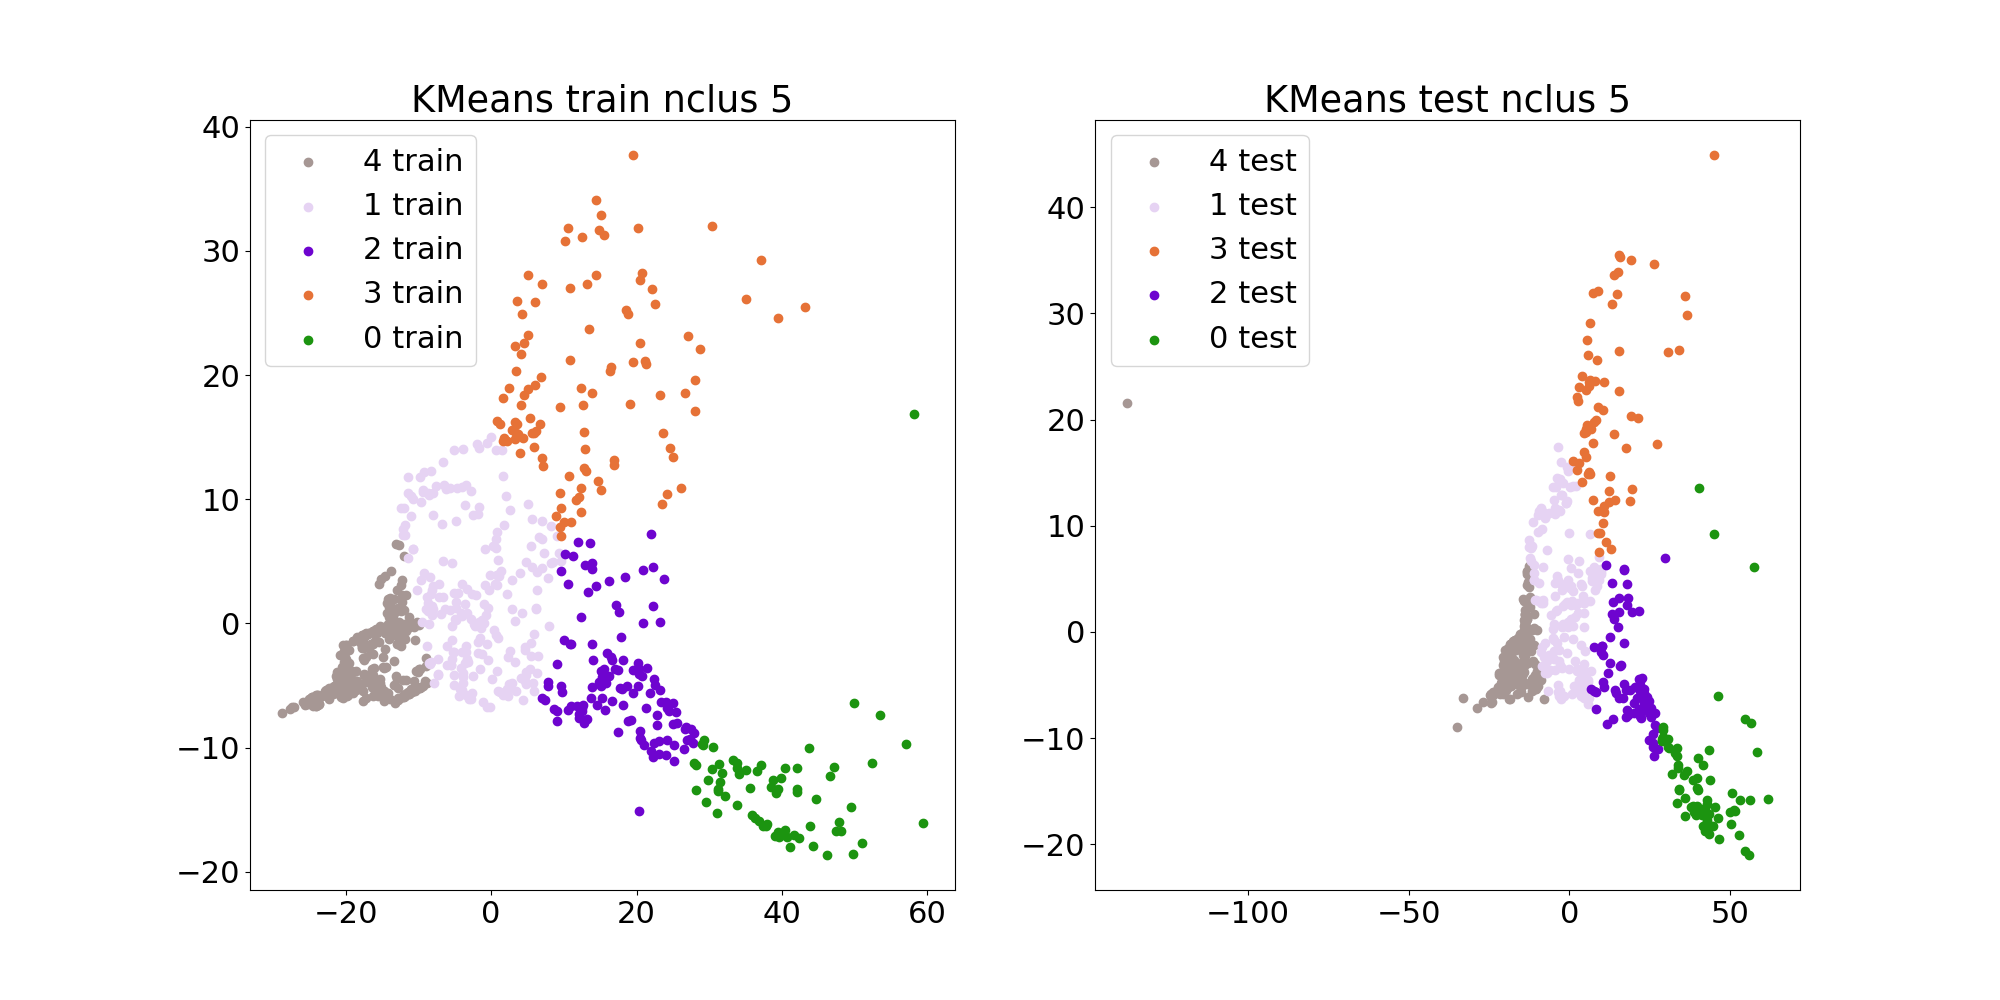 KMeans train nclus 5
40
30
20
10
0
−10
−20
−20 0 20 40 60
4 train
1 train
2 train
3 train
0 train
KMeans test nclus 5
40
30
20
10
0
−10
−20
−100 −50 0 50
4 test
1 test
3 test
2 test
0 test